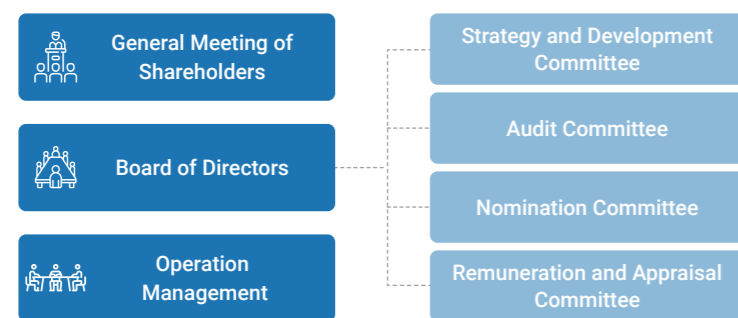 General Meeting of
Shareholders
Board of Directors
Operation
Management
Strategy and Development
Committee
Audit Committee
Nomination Committee
Remuneration and Appraisal
Committee